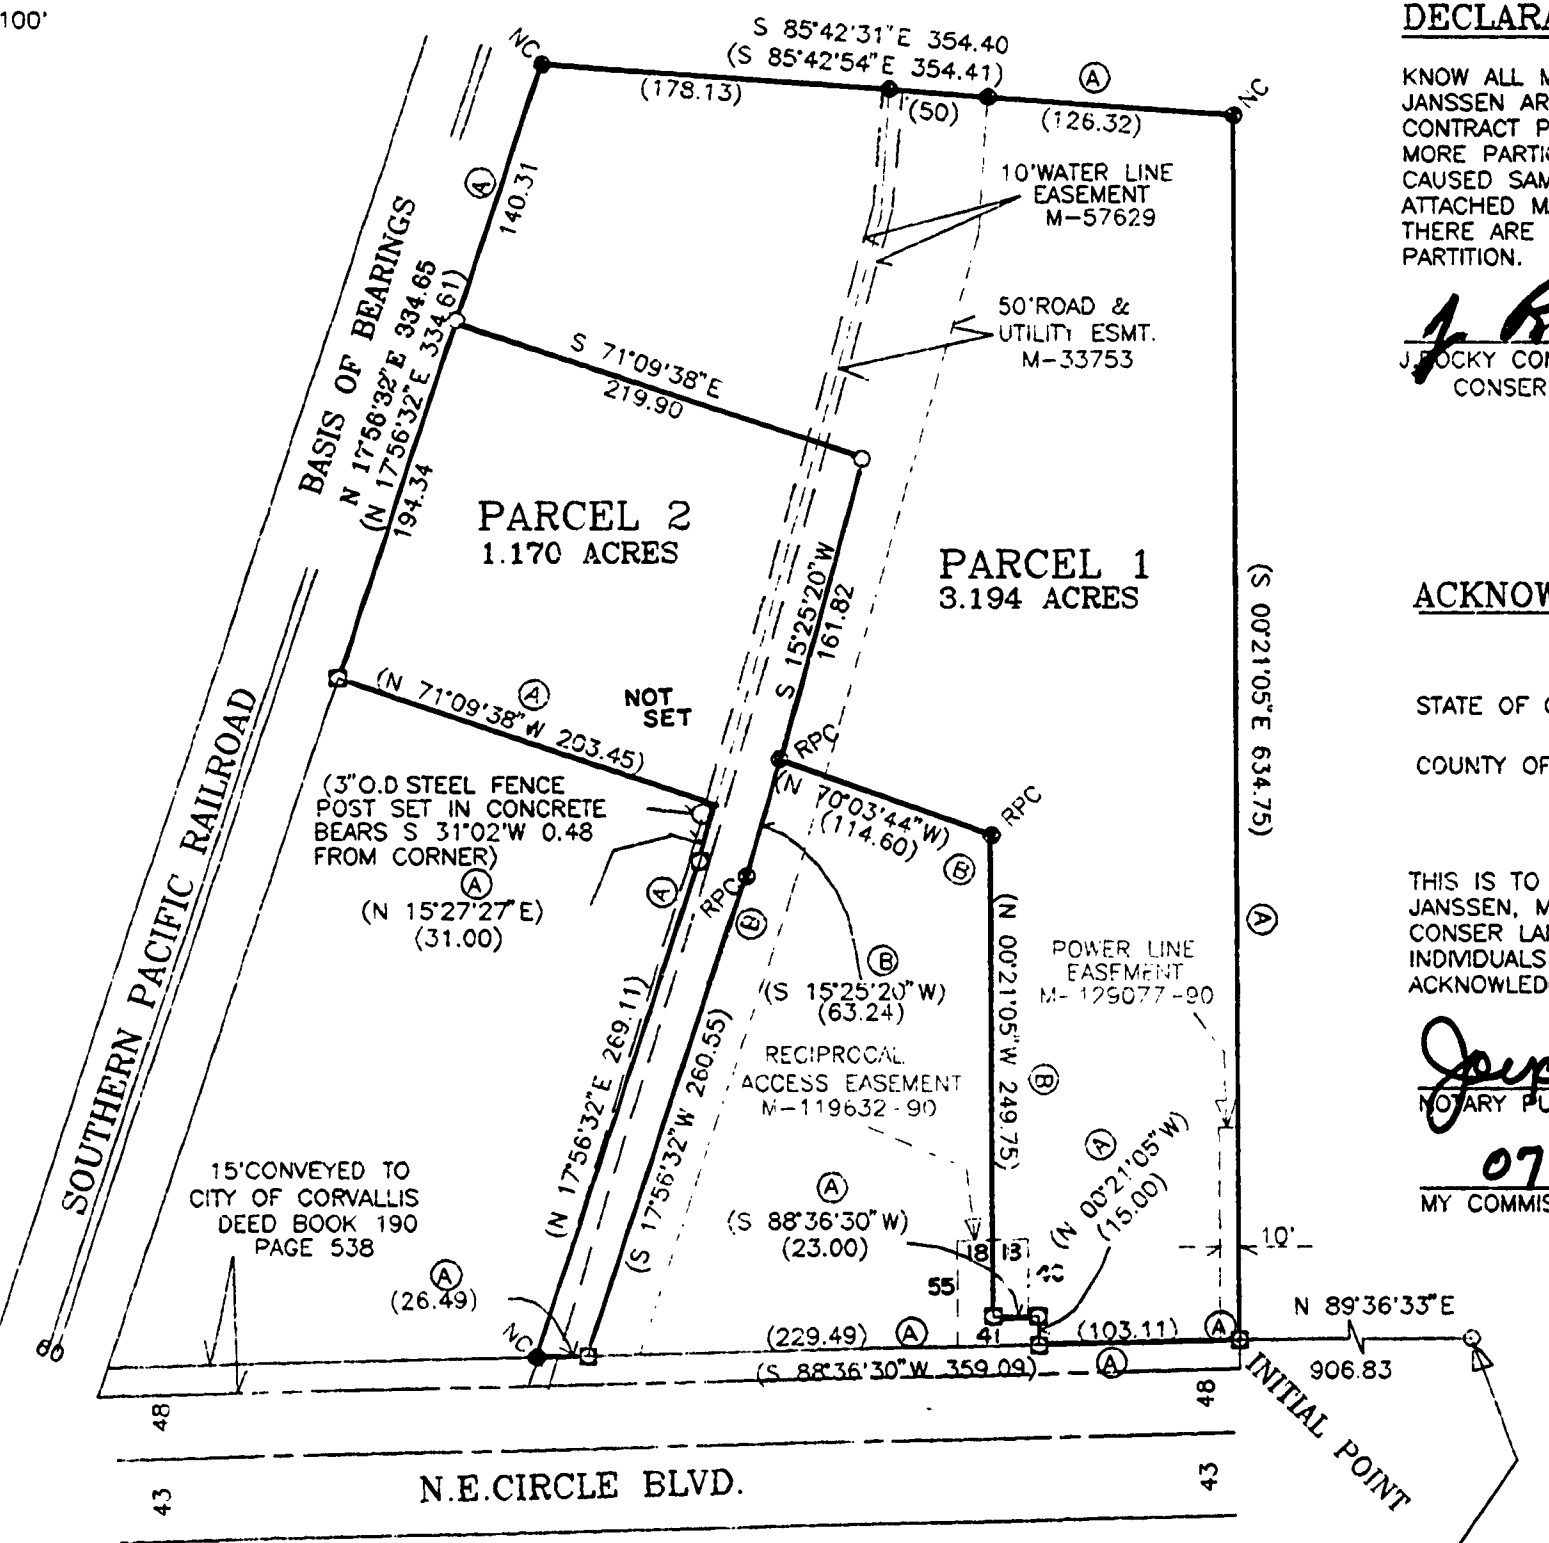 100'
NC
S 85°42'31"E 354.40
(S 85°42'54"E 354.41)
(178.13)
(50)
(A)
(126.32)
NC
10'WATER LINE
EASEMENT
M-57629
50'ROAD &
UTILITY ESMT.
M-33753
(A)
140.31
BASIS OF BEARINGS
N 17°56'32"E 334.65
(N 17°56'32"E 334.61)
194.34
S 71°09'38"E
219.90
PARCEL 2
1.170 ACRES
PARCEL 1
3.194 ACRES
S 15°25'20"W
161.82
(S 00°21'05"E 634.75)
(A)
SOUTHERN PACIFIC RAILROAD
60
(A)
(N 71°09'38"W 203.45)
NOT
SET
(3"O.D STEEL FENCE
POST SET IN CONCRETE
BEARS S 31°02'W 0.48
FROM CORNER)
(A)
(N 15°27'27"E)
(31.00)
RPC
(N 70°03'44"W)
(114.60)
(B)
RPC
(A)
RPC
(B)
(B)
(S 15°25'20"W)
(63.24)
(N 17°56'32"E 269.11)
(S 17°56'32"W 260.55)
(N 00°21'05"W 249.75)
(B)
POWER LINE
EASEMENT
M-129077-90
RECIPROCAL
ACCESS EASEMENT
M-119632-90
(A)
(N 00°21'05"W)
(15.00)
(A)
(S 88°36'30"W)
(23.00)
15'CONVEYED TO
CITY OF CORVALLIS
DEED BOOK 190
PAGE 538
(A)
(26.49)
NC
18
13
55
40
41
10'
(229.49)
(A)
(103.11)
(A)
(S 88°36'30"W 359.09)
(A)
N 89°36'33"E
906.83
INITIAL POINT
48
48
43
43
N.E.CIRCLE BLVD.
DECLARA
KNOW ALL M
JANSSEN AR
CONTRACT P
MORE PARTI
CAUSED SAM
ATTACHED M
THERE ARE
PARTITION.
J.ROCKY CON
CONSER
ACKNOW
STATE OF O
COUNTY OF
THIS IS TO
JANSSEN, M
CONSER LAN
INDIVIDUALS
ACKNOWLED
NOTARY PU
07
MY COMMIS